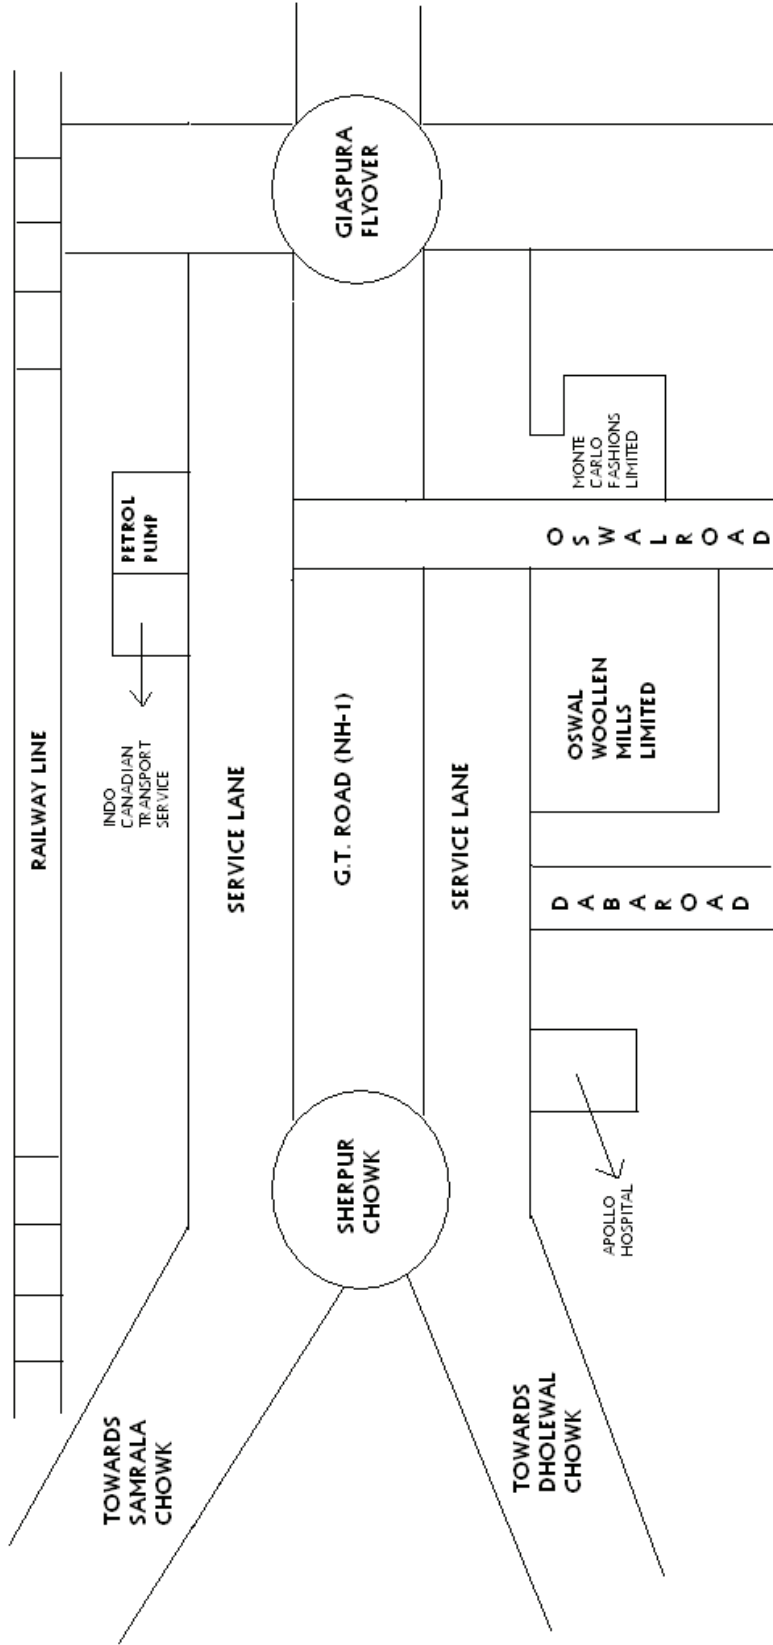 RAILWAY LINE
TOWARDS
SAMRALA
CHOWK
INDO
CANADIAN
TRANSPORT
SERVICE
PETROL
PUMP
SERVICE LANE
SHERPUR
CHOWK
G.T. ROAD (NH-1)
GIASPURA
FLYOVER
SERVICE LANE
TOWARDS
DHOLEWAL
CHOWK
APOLLO
HOSPITAL
DABA ROAD
OSWAL
WOOLLEN
MILLS
LIMITED
OSWAL ROAD
MONTE
CARLO
FASHIONS
LIMITED